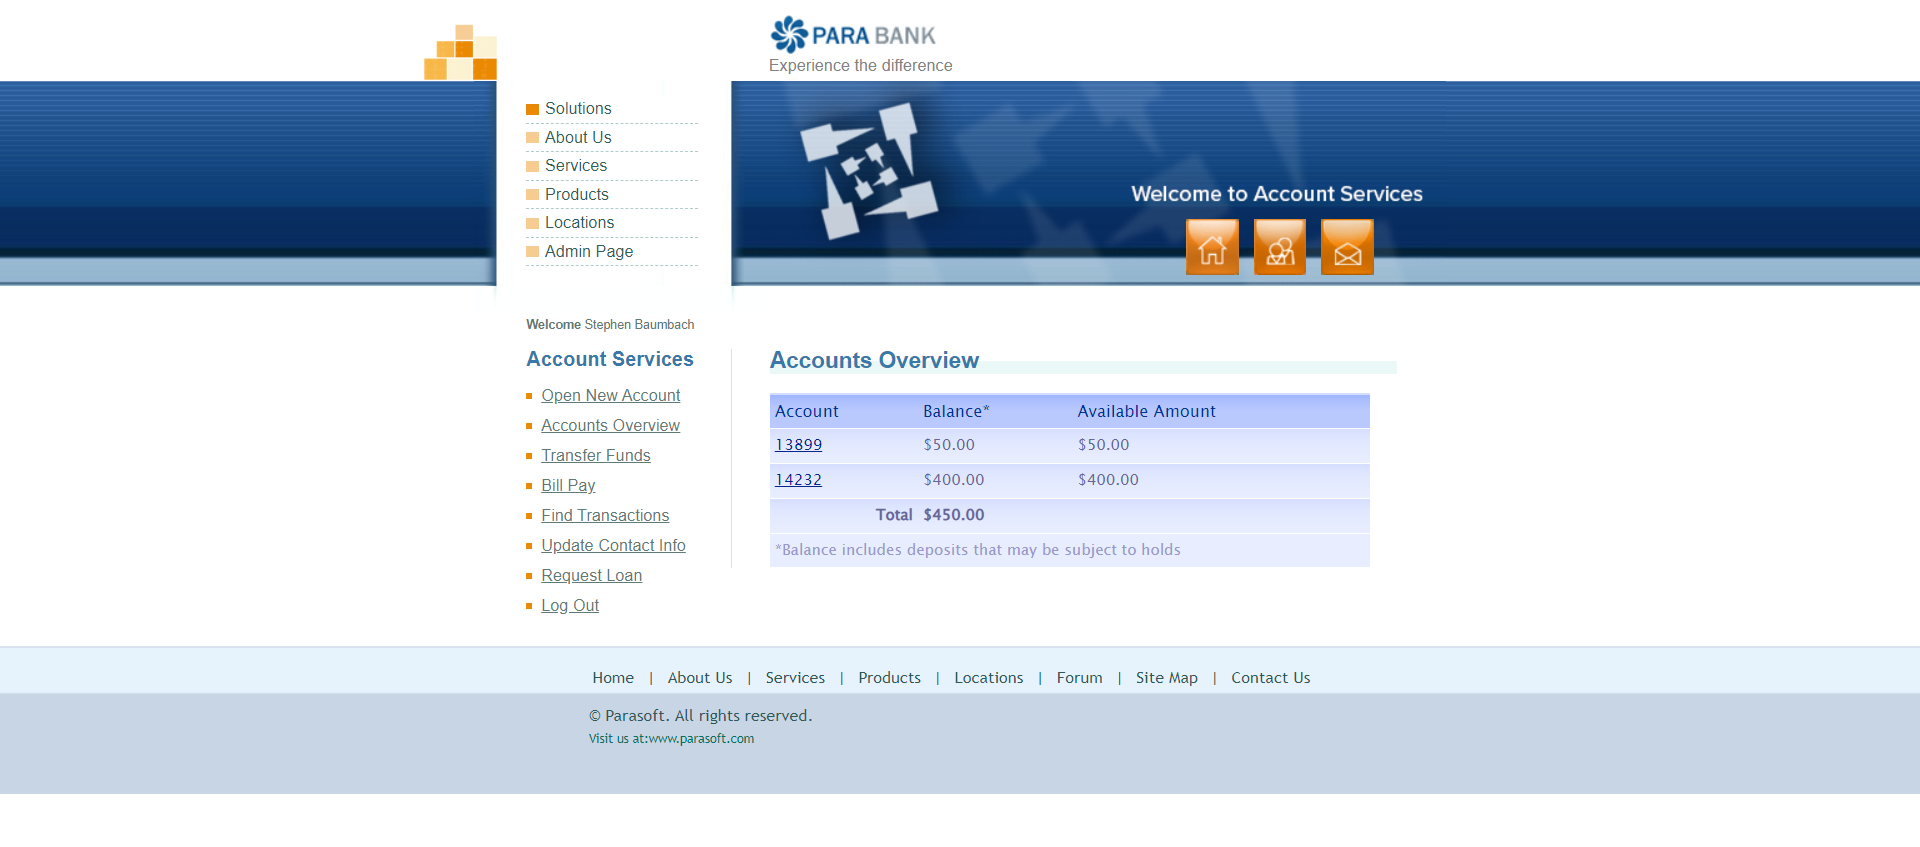 PARA BANK
Experience the difference
Solutions
About Us
Services
Products
Locations
Admin Page
Welcome to Account Services
Welcome Stephen Baumbach
Account Services
Open New Account
Accounts Overview
Transfer Funds
Bill Pay
Find Transactions
Update Contact Info
Request Loan
Log Out
Accounts Overview
Account Balance* Available Amount
13899 $50.00 $50.00
14232 $400.00 $400.00
Total $450.00
*Balance includes deposits that may be subject to holds
Home | About Us | Services | Products | Locations | Forum | Site Map | Contact Us
© Parasoft. All rights reserved.
Visit us at:www.parasoft.com